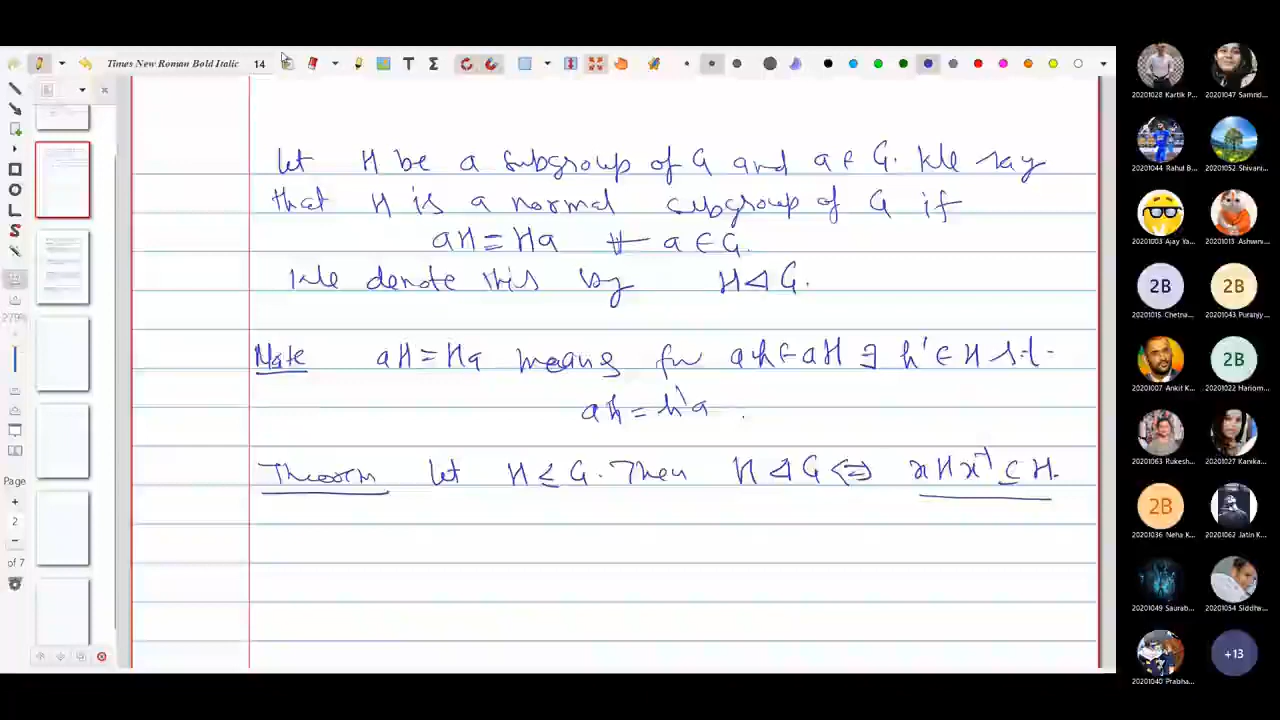 Times New Roman Bold Italic 14
let H be a subgroup of G and a ∈ G. We say
that H is a normal subgroup of G if
aH = Ha ∀ a ∈ G.
We denote this by H ⊲ G.
Note aH = Ha means for ah ∈ aH ∃ h' ∈ H s.t.
ah = h'a.
Theorm let H ≤ G. Then H ⊲ G ⇔ xHx⁻¹ ⊆ H.
Page
2
of 7
20201028 Kartik P...
20201047 Samrid...
20201044 Rahul B...
20201052 Shivani...
20201003 Ajay Ya...
20201013 Ashwini...
2B
20201015 Chetna...
2B
20201043 Puranjy...
20201007 Ankit K...
2B
20201022 Hariom...
20201063 Rukesh...
20201027 Kanika...
2B
20201036 Neha K...
20201062 Jatin K...
20201049 Saurab...
20201054 Siddha...
20201040 Prabha...
+13